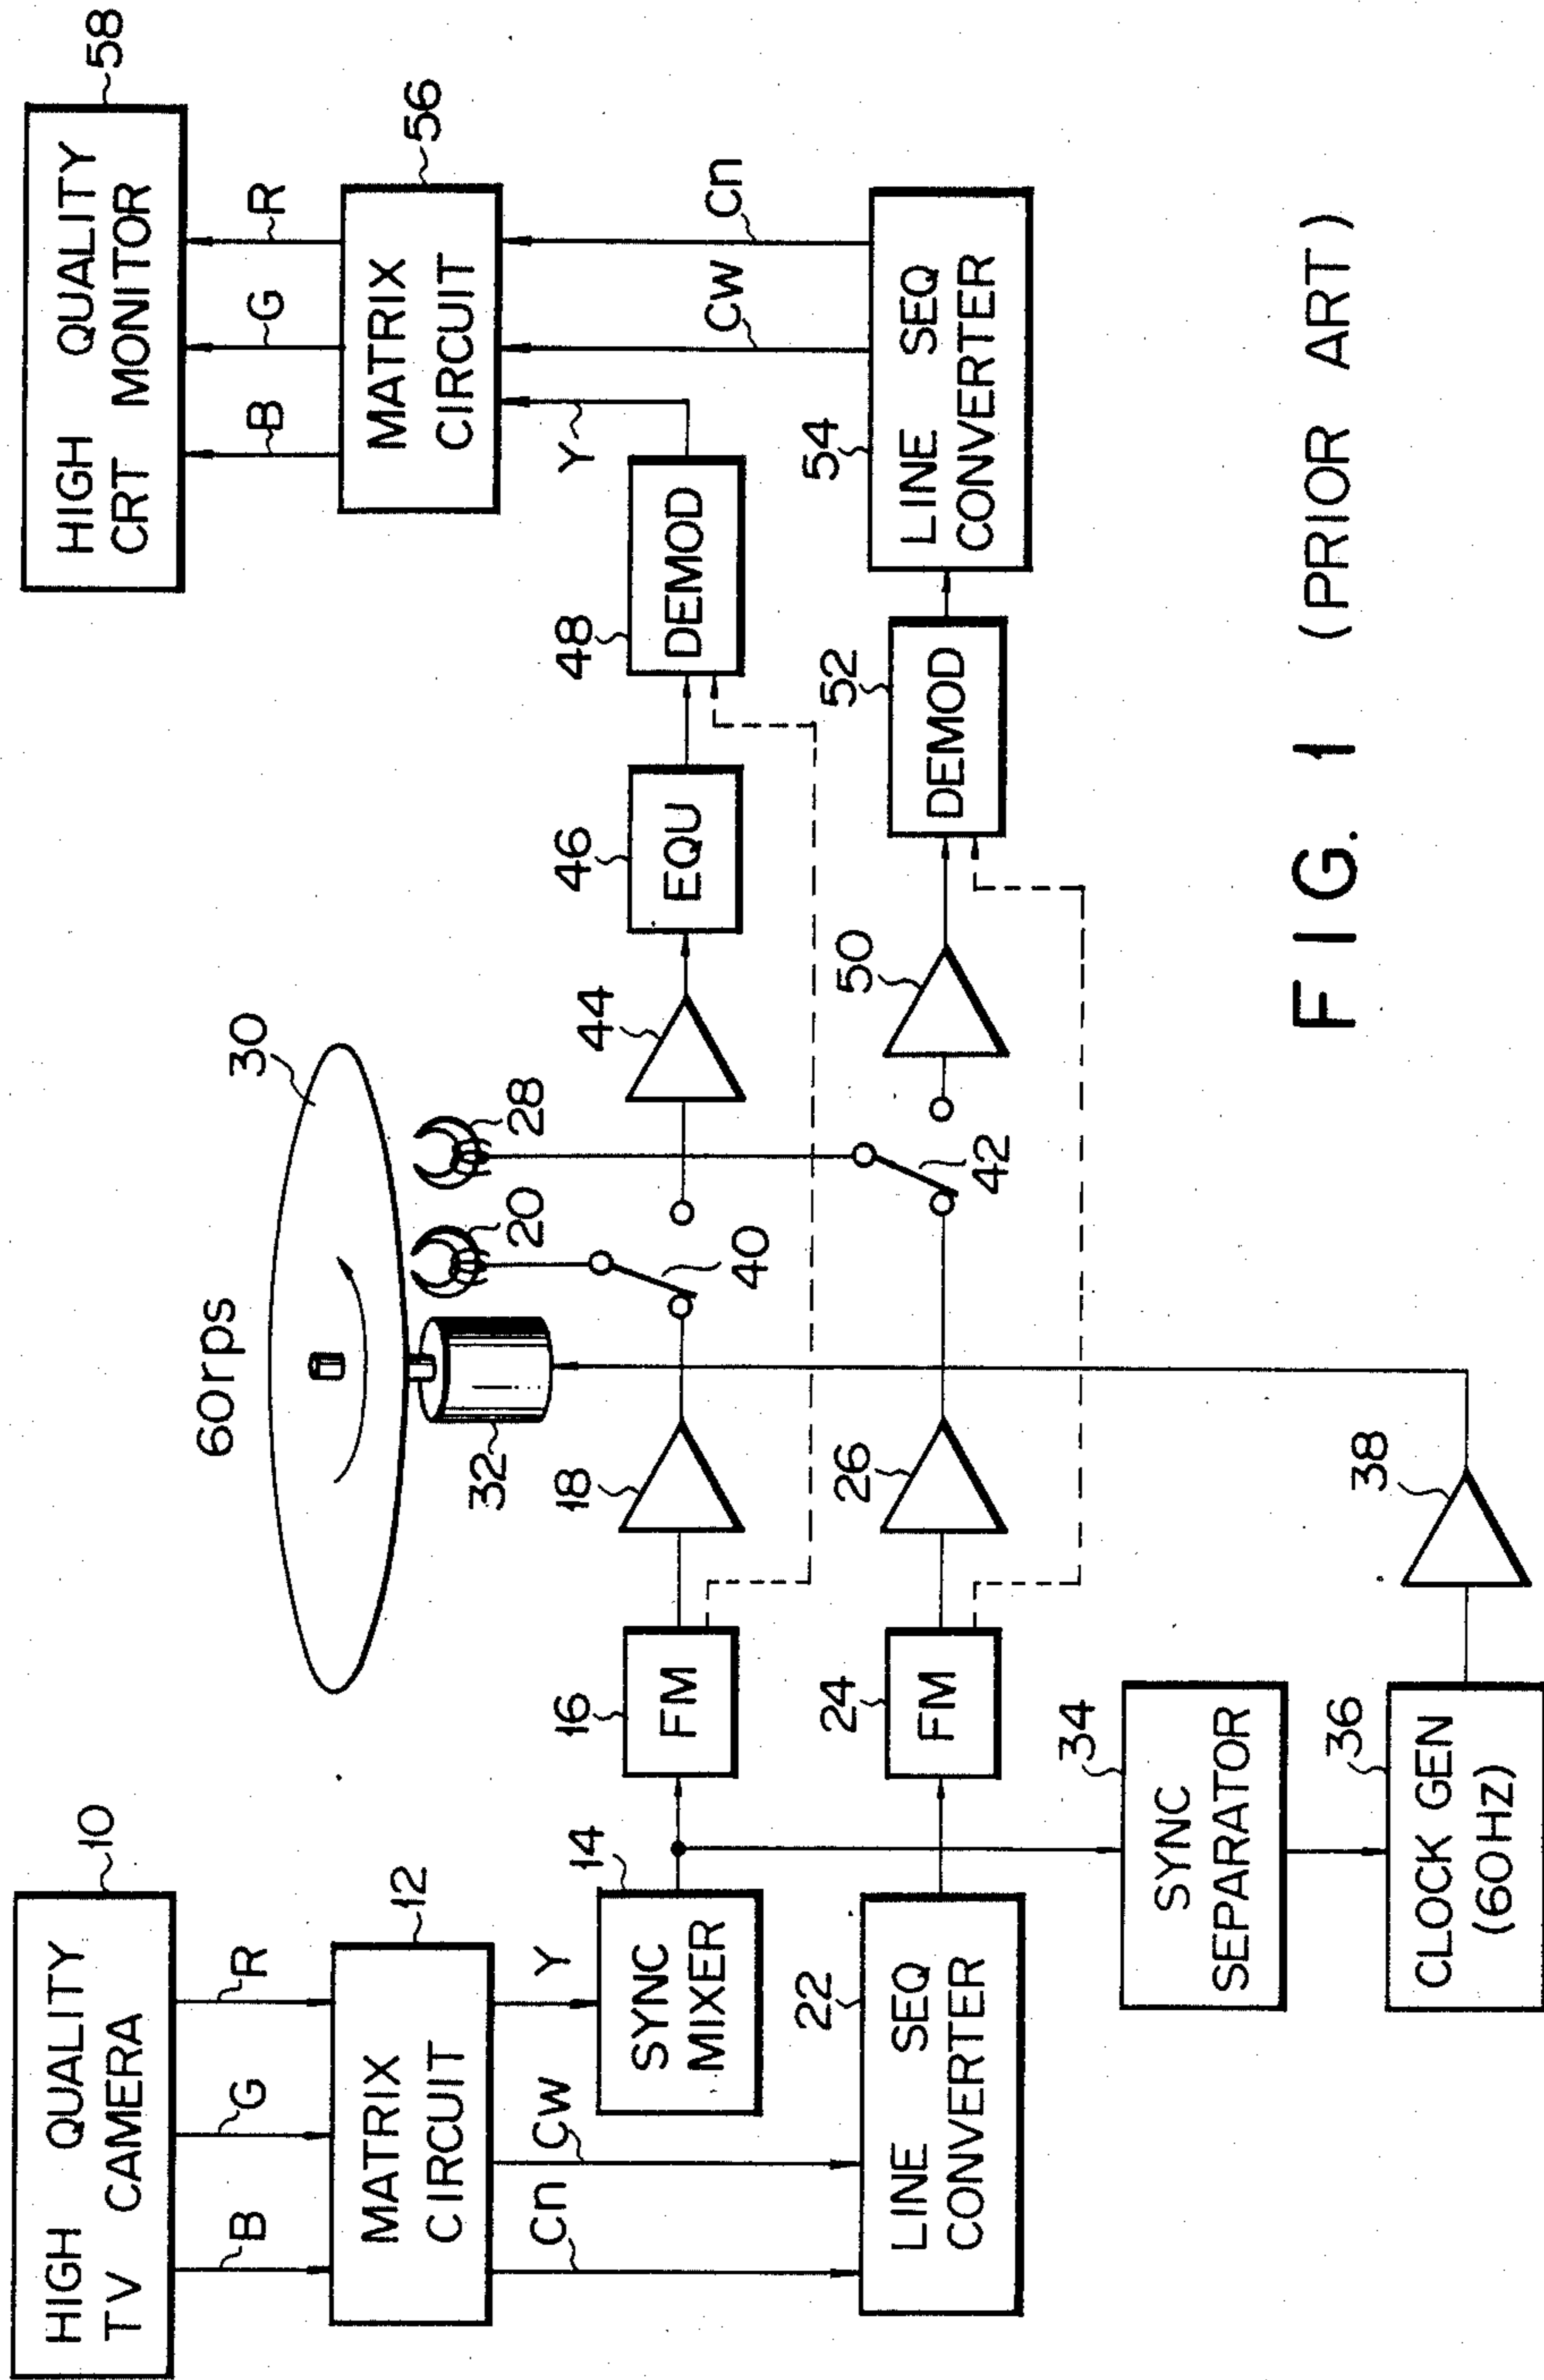 HIGH QUALITY
TV CAMERA
10
B
G
R
MATRIX
CIRCUIT
12
Cn
Cw
Y
SYNC
MIXER
14
LINE SEQ
CONVERTER
22
FM
16
FM
24
SYNC
SEPARATOR
34
CLOCK GEN
(60HZ)
36
38
18
26
60rps
30
32
20
28
40
42
44
50
EQU
46
DEMOD
48
DEMOD
52
LINE SEQ
CONVERTER
54
Y
Cw
Cn
MATRIX
CIRCUIT
56
B
G
R
HIGH QUALITY
CRT MONITOR
58
FIG. 1 (PRIOR ART)